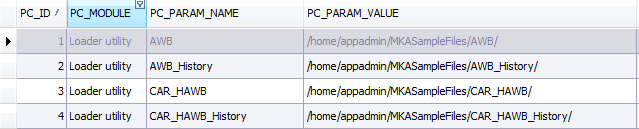 PC_ID PC_MODULE PC_PARAM_NAME PC_PARAM_VALUE
1 Loader utility AWB /home/appadmin/MKASampleFiles/AWB/
2 Loader utility AWB_History /home/appadmin/MKASampleFiles/AWB_History/
3 Loader utility CAR_HAWB /home/appadmin/MKASampleFiles/CAR_HAWB/
4 Loader utility CAR_HAWB_History /home/appadmin/MKASampleFiles/CAR_HAWB_History/